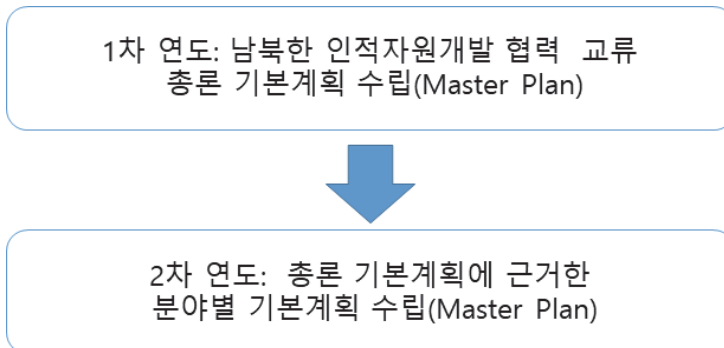 1차 연도: 남북한 인적자원개발 협력 교류
총론 기본계획 수립(Master Plan)
2차 연도: 총론 기본계획에 근거한
분야별 기본계획 수립(Master Plan)